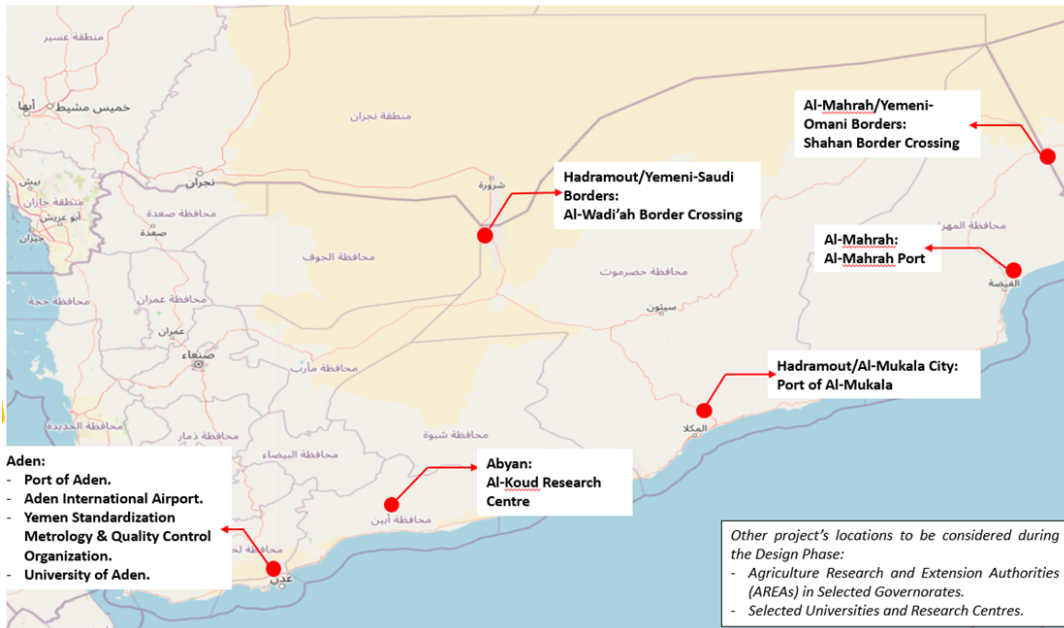 منطقة عسير
خميس مشيط
أبها
منطقة نجران
نجران
شرورة
بيش
منطقة جازان
أبو عريش
جيزان
محافظة صعدة
صعدة
محافظة الجوف
محافظة حجة
محافظة عمران
عمران
صنعاء
محافظة مأرب
محافظة حضرموت
سيئون
محافظة المهر
الغيضة
المكلا
محافظة الحديدة
محافظة ذمار
محافظة البيضاء
محافظة شبوة
محافظة أبين
محافظة لح
عدن
Al-Mahrah/Yemeni-
Omani Borders:
Shahan Border Crossing
Hadramout/Yemeni-Saudi
Borders:
Al-Wadi’ah Border Crossing
Al-Mahrah:
Al-Mahrah Port
Hadramout/Al-Mukala City:
Port of Al-Mukala
Abyan:
Al-Koud Research
Centre
Aden:
- Port of Aden.
- Aden International Airport.
- Yemen Standardization
Metrology & Quality Control
Organization.
- University of Aden.
Other project’s locations to be considered during
the Design Phase:
- Agriculture Research and Extension Authorities
(AREAs) in Selected Governorates.
- Selected Universities and Research Centres.